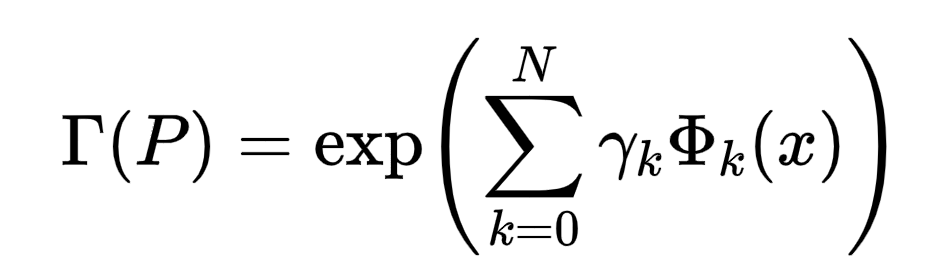 Γ(P) = exp(∑_{k=0}^{N} γ_k Φ_k(x))